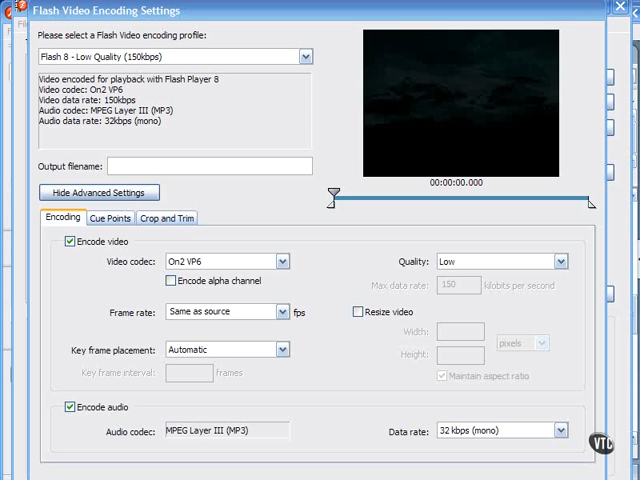 Flash Video Encoding Settings
Please select a Flash Video encoding profile:
Flash 8 - Low Quality (150kbps)
Video encoded for playback with Flash Player 8
Video codec: On2 VP6
Video data rate: 150kbps
Audio codec: MPEG Layer III (MP3)
Audio data rate: 32kbps (mono)
Output filename:
00:00:00.000
Hide Advanced Settings
Encoding Cue Points Crop and Trim
Encode video
Video codec: On2 VP6 Quality: Low
Encode alpha channel Max data rate: 150 kilobits per second
Frame rate: Same as source fps Resize video
Width: pixels
Key frame placement: Automatic Height:
Key frame interval: frames Maintain aspect ratio
Encode audio
Audio codec: MPEG Layer III (MP3) Data rate: 32 kbps (mono)
VTC